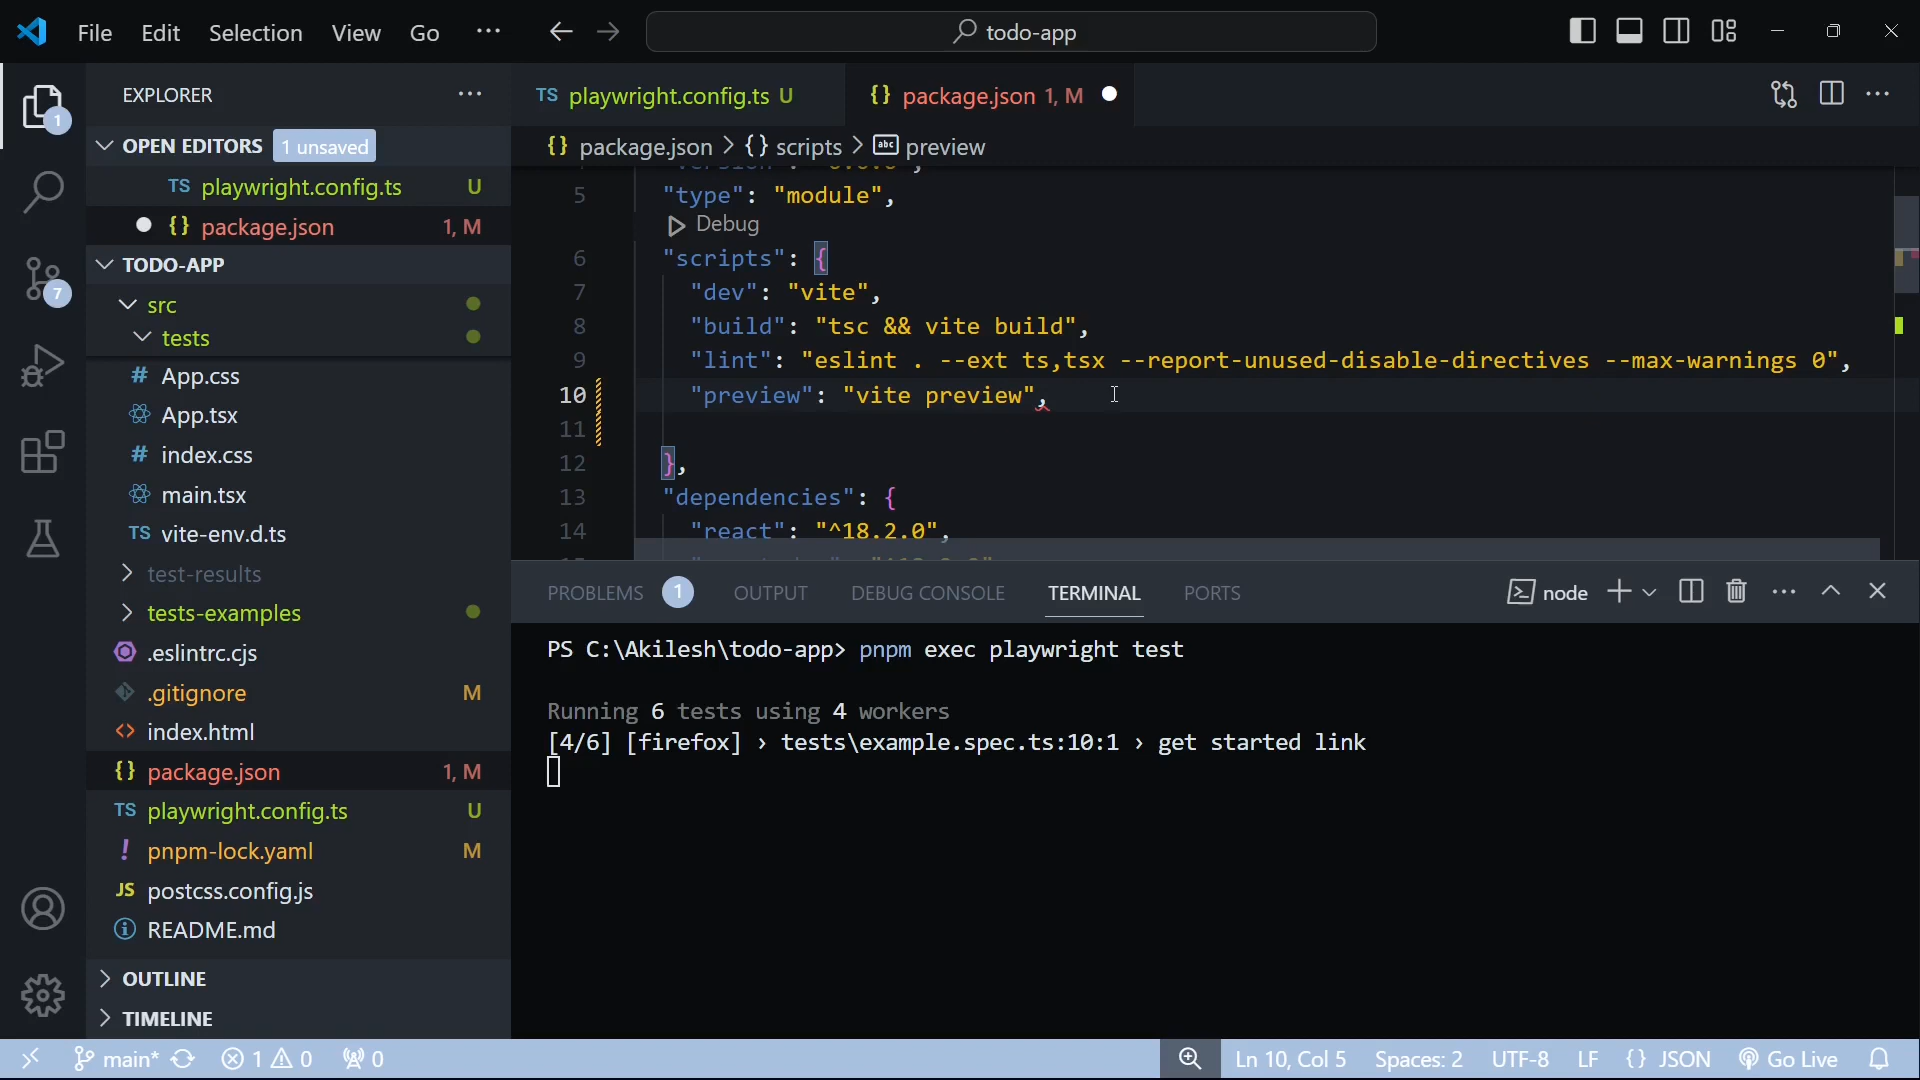 File Edit Selection View Go ··· todo-app
EXPLORER ···
OPEN EDITORS 1 unsaved
TS playwright.config.ts U
{} package.json 1, M
TODO-APP
src
tests
# App.css
App.tsx
# index.css
main.tsx
TS vite-env.d.ts
test-results
tests-examples
.eslintrc.cjs
.gitignore M
<> index.html
{} package.json 1, M
TS playwright.config.ts U
! pnpm-lock.yaml M
JS postcss.config.js
README.md
OUTLINE
TIMELINE
TS playwright.config.ts U {} package.json 1, M
{} package.json > {} scripts > abc preview
5 "type": "module",
Debug
6 "scripts": {
7 "dev": "vite",
8 "build": "tsc && vite build",
9 "lint": "eslint . --ext ts,tsx --report-unused-disable-directives --max-warnings 0",
10 "preview": "vite preview",
11
12 },
13 "dependencies": {
14 "react": "^18.2.0",
PROBLEMS 1 OUTPUT DEBUG CONSOLE TERMINAL PORTS node
PS C:\Akilesh\todo-app> pnpm exec playwright test
Running 6 tests using 4 workers
[4/6] [firefox] › tests\example.spec.ts:10:1 › get started link
main* 1 0 0 Ln 10, Col 5 Spaces: 2 UTF-8 LF {} JSON Go Live
1
7